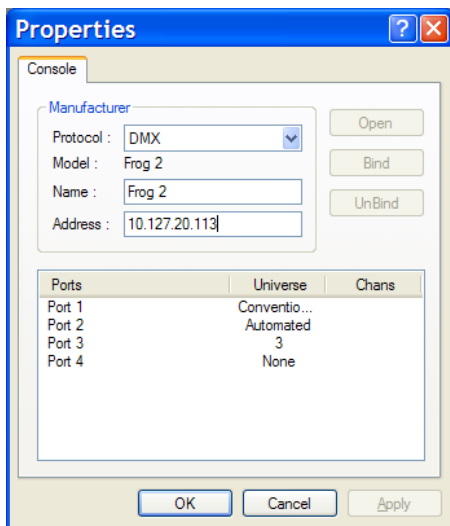 Properties
Console
Manufacturer
Protocol : DMX
Open
Model : Frog 2
Bind
Name : Frog 2
UnBind
Address : 10.127.20.113
Ports Universe Chans
Port 1 Conventio...
Port 2 Automated
Port 3 3
Port 4 None
OK Cancel Apply